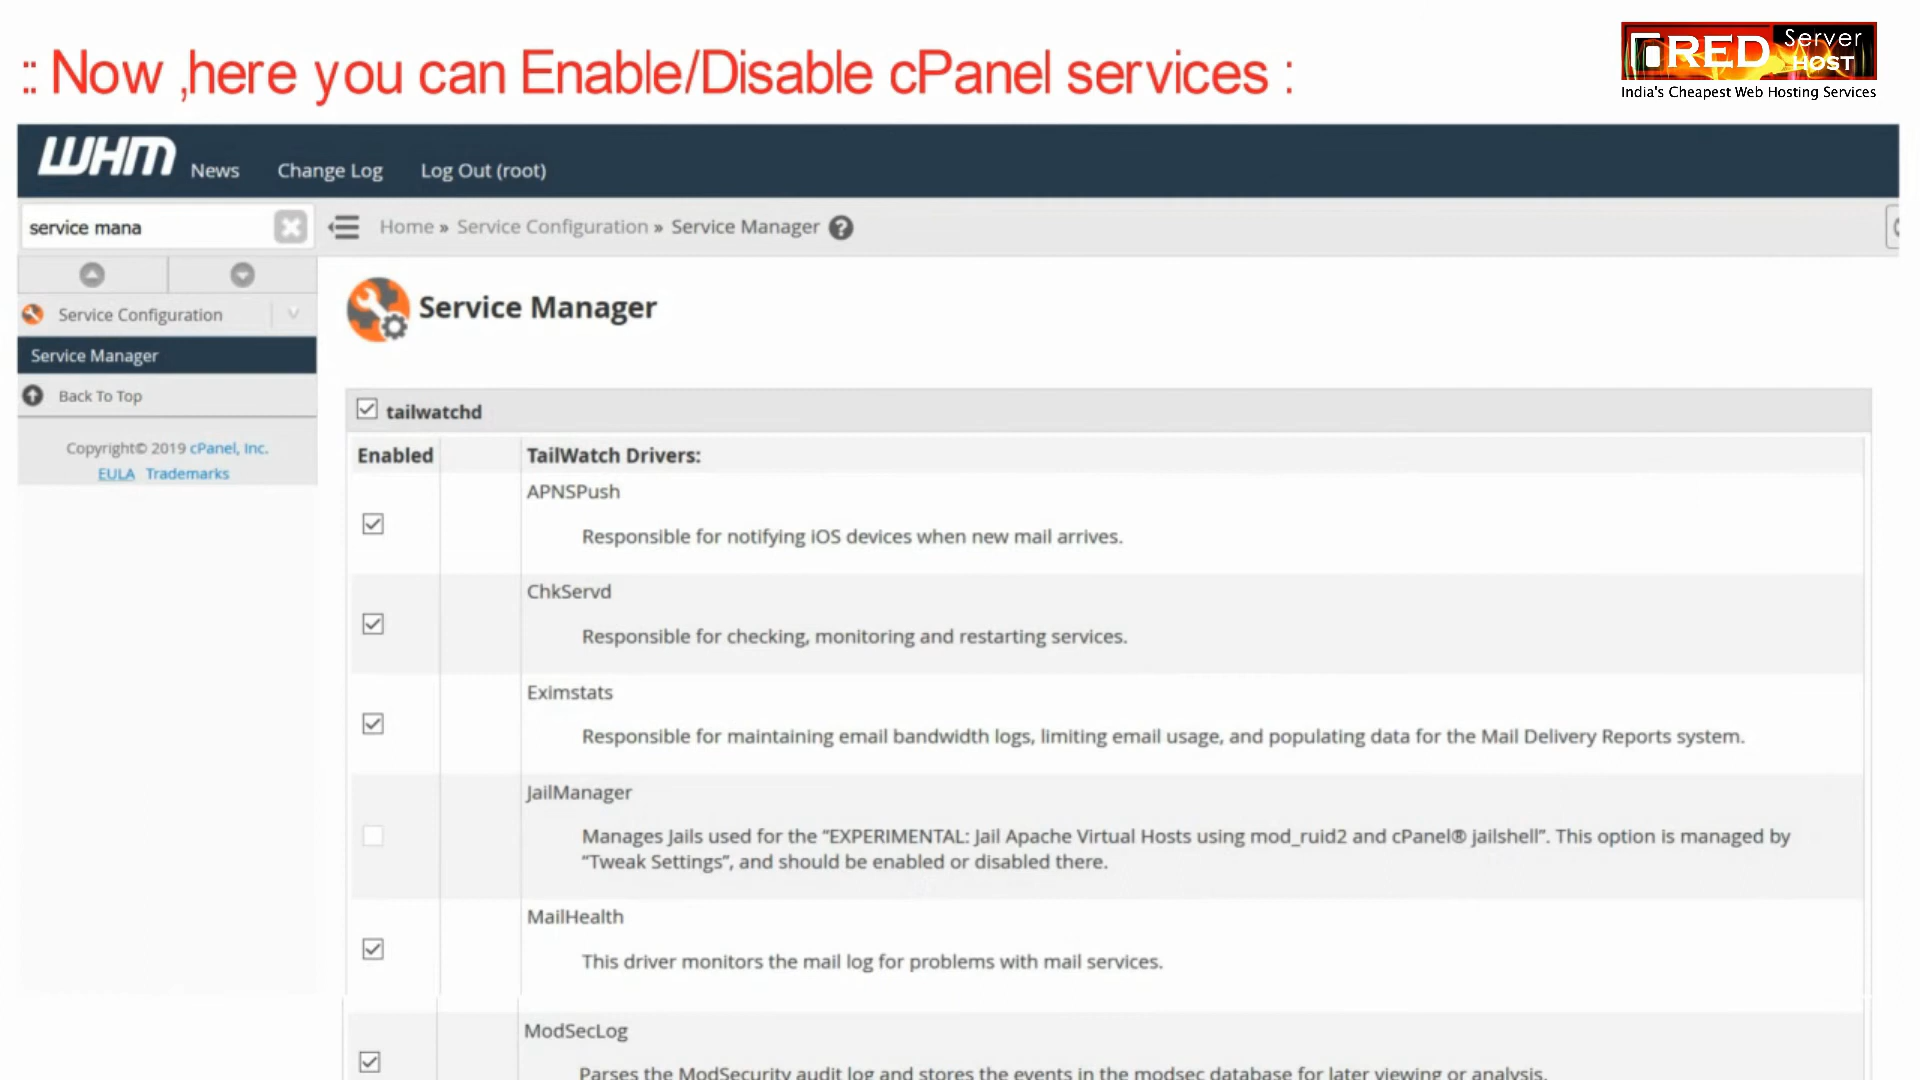 :: Now ,here you can Enable/Disable cPanel services :
RED Server HOST
India's Cheapest Web Hosting Services
WHM News Change Log Log Out (root)
service mana
Home » Service Configuration » Service Manager ?
Service Configuration
Service Manager
Back To Top
Copyright© 2019 cPanel, Inc.
EULA Trademarks
Service Manager
tailwatchd
Enabled TailWatch Drivers:
APNSPush
Responsible for notifying iOS devices when new mail arrives.
ChkServd
Responsible for checking, monitoring and restarting services.
Eximstats
Responsible for maintaining email bandwidth logs, limiting email usage, and populating data for the Mail Delivery Reports system.
JailManager
Manages Jails used for the “EXPERIMENTAL: Jail Apache Virtual Hosts using mod_ruid2 and cPanel® jailshell”. This option is managed by
“Tweak Settings”, and should be enabled or disabled there.
MailHealth
This driver monitors the mail log for problems with mail services.
ModSecLog
Parses the ModSecurity audit log and stores the events in the modsec database for later viewing or analysis.